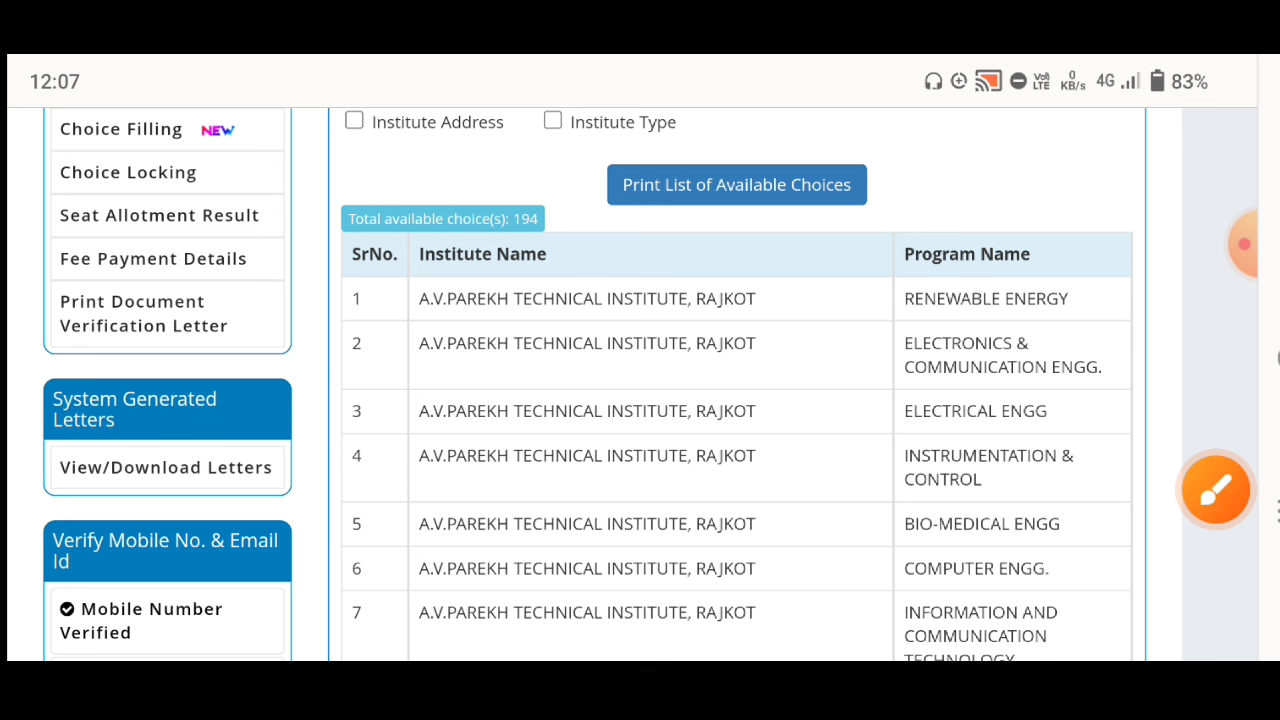 12:07
0
Vo)
LTE
KB/s
4G
83%
Choice Filling NEW
Choice Locking
Seat Allotment Result
Fee Payment Details
Print Document
Verification Letter
System Generated
Letters
View/Download Letters
Verify Mobile No. & Email
Id
Mobile Number
Verified
Institute Address Institute Type
Print List of Available Choices
Total available choice(s): 194
SrNo. Institute Name Program Name
1 A.V.PAREKH TECHNICAL INSTITUTE, RAJKOT RENEWABLE ENERGY
2 A.V.PAREKH TECHNICAL INSTITUTE, RAJKOT ELECTRONICS &
COMMUNICATION ENGG.
3 A.V.PAREKH TECHNICAL INSTITUTE, RAJKOT ELECTRICAL ENGG
4 A.V.PAREKH TECHNICAL INSTITUTE, RAJKOT INSTRUMENTATION &
CONTROL
5 A.V.PAREKH TECHNICAL INSTITUTE, RAJKOT BIO-MEDICAL ENGG
6 A.V.PAREKH TECHNICAL INSTITUTE, RAJKOT COMPUTER ENGG.
7 A.V.PAREKH TECHNICAL INSTITUTE, RAJKOT INFORMATION AND
COMMUNICATION
TECHNOLOGY